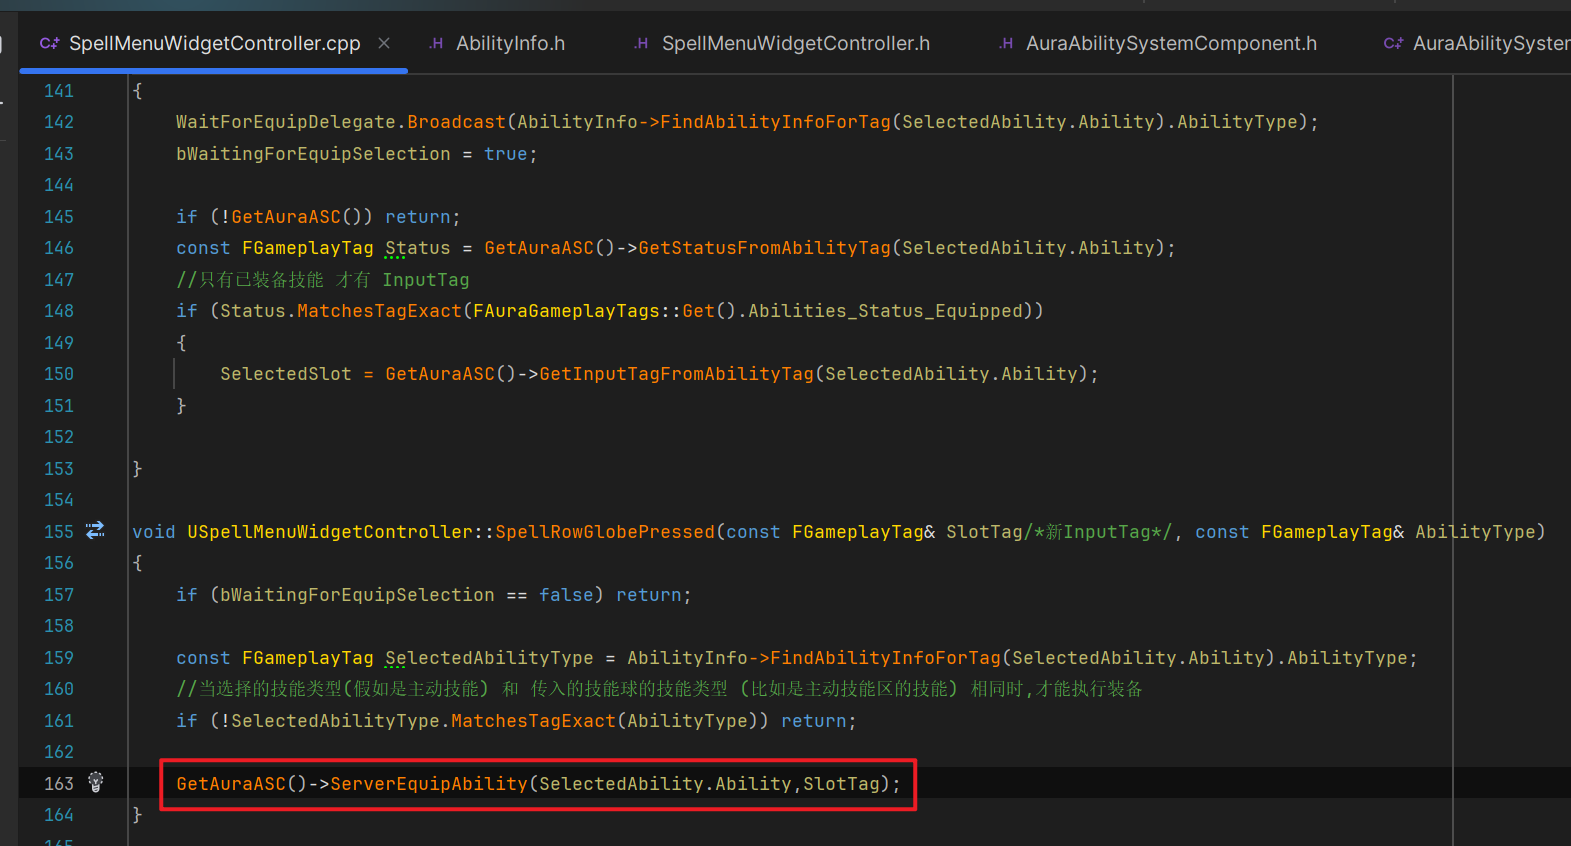 C++ SpellMenuWidgetController.cpp × .H AbilityInfo.h .H SpellMenuWidgetController.h .H AuraAbilitySystemComponent.h C++ AuraAbilitySyste
141 {
142 WaitForEquipDelegate.Broadcast(AbilityInfo->FindAbilityInfoForTag(SelectedAbility.Ability).AbilityType);
143 bWaitingForEquipSelection = true;
144
145 if (!GetAuraASC()) return;
146 const FGameplayTag Status = GetAuraASC()->GetStatusFromAbilityTag(SelectedAbility.Ability);
147 //只有已装备技能 才有 InputTag
148 if (Status.MatchesTagExact(FAuraGameplayTags::Get().Abilities_Status_Equipped))
149 {
150 SelectedSlot = GetAuraASC()->GetInputTagFromAbilityTag(SelectedAbility.Ability);
151 }
152
153 }
154
155 void USpellMenuWidgetController::SpellRowGlobePressed(const FGameplayTag& SlotTag/*新InputTag*/, const FGameplayTag& AbilityType)
156 {
157 if (bWaitingForEquipSelection == false) return;
158
159 const FGameplayTag SelectedAbilityType = AbilityInfo->FindAbilityInfoForTag(SelectedAbility.Ability).AbilityType;
160 //当选择的技能类型(假如是主动技能) 和 传入的技能球的技能类型 (比如是主动技能区的技能) 相同时,才能执行装备
161 if (!SelectedAbilityType.MatchesTagExact(AbilityType)) return;
162
163 GetAuraASC()->ServerEquipAbility(SelectedAbility.Ability,SlotTag);
164 }
165